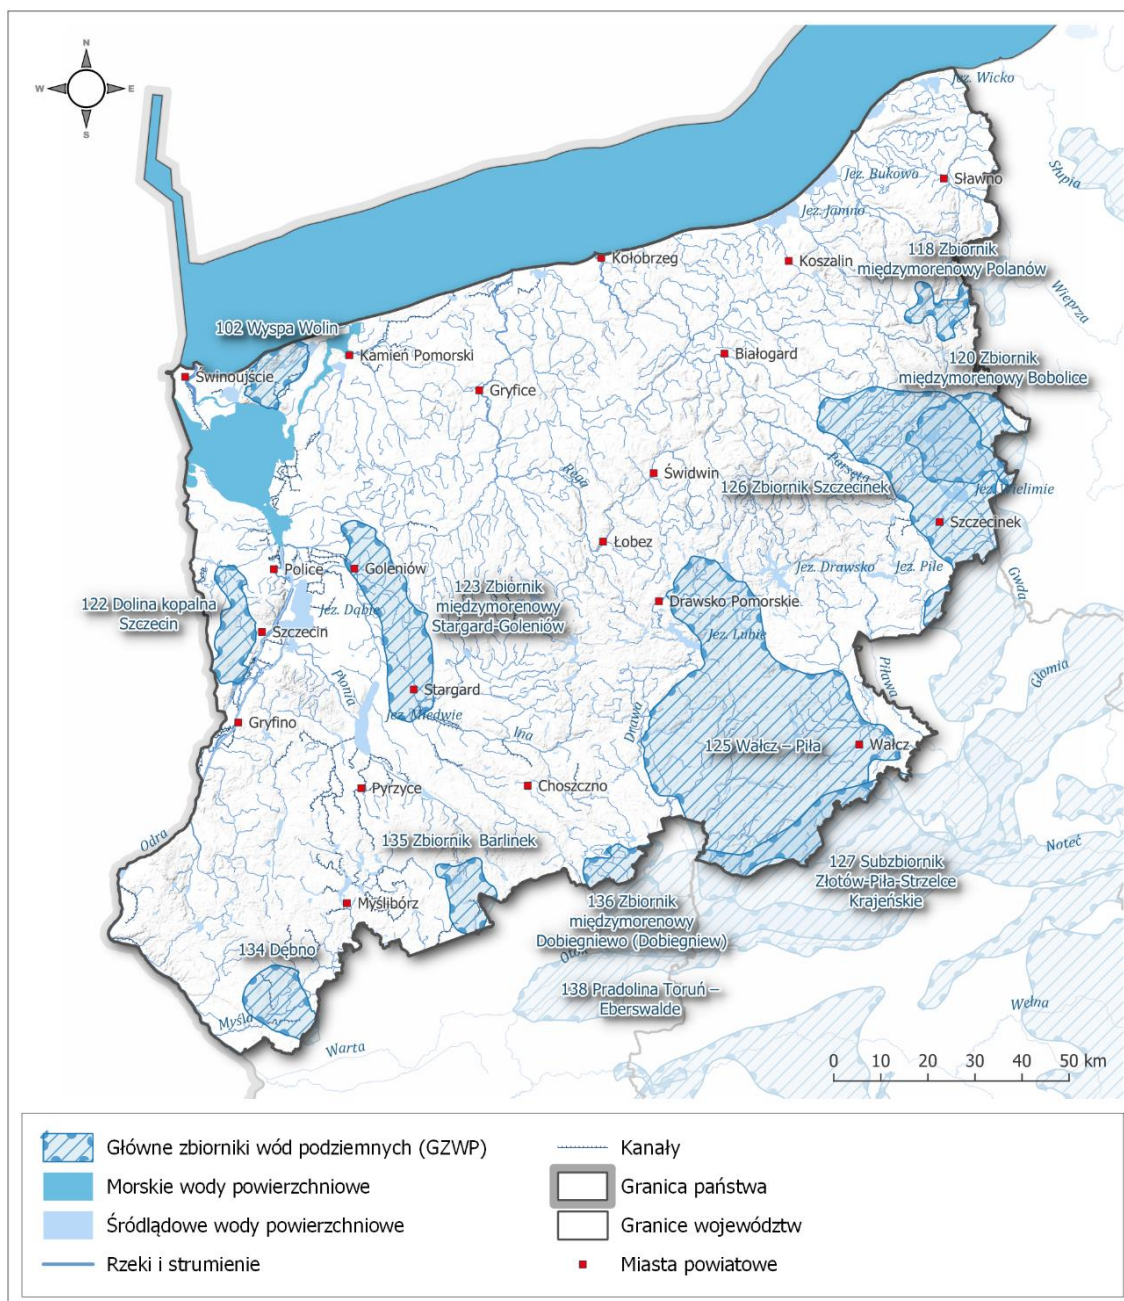 N
W
E
S
Jez. Wicko
Słupia
Jez. Bukowo
Sławno
Jez. Jamno
Kołobrzeg
Koszalin
118 Zbiornik
międzymorenowy Polanów
Wieprza
102 Wyspa Wolin
Kamień Pomorski
Białogard
120 Zbiornik
międzymorenowy Bobolice
Świnoujście
Gryfice
Rega
Świdwin
Parsęta
126 Zbiornik Szczecinek
Jez. Wielimie
Szczecinek
Łobez
Police
Goleniów
123 Zbiornik
międzymorenowy
Stargard-Goleniów
Jez. Drawsko
Jez. Pile
Gwda
122 Dolina kopalna
Szczecin
Jez. Dąbie
Drawsko Pomorskie
Szczecin
Jez. Lubie
Płonia
Stargard
Piława
Głomia
Jez. Miedwie
Gryfino
Ina
Drawa
125 Wałcz – Piła
Wałcz
Pyrzyce
Choszczno
Odra
135 Zbiornik Barlinek
Noteć
127 Subzbiornik
Złotów-Piła-Strzelce
Krajeńskie
Myślibórz
136 Zbiornik
międzymorenowy
Dobiegniewo (Dobiegniew)
134 Dębno
138 Pradolina Toruń –
Eberswalde
Myśla
Warta
Wełna
0 10 20 30 40 50 km
Główne zbiorniki wód podziemnych (GZWP)
Morskie wody powierzchniowe
Śródlądowe wody powierzchniowe
Rzeki i strumienie
Kanały
Granica państwa
Granice województw
Miasta powiatowe